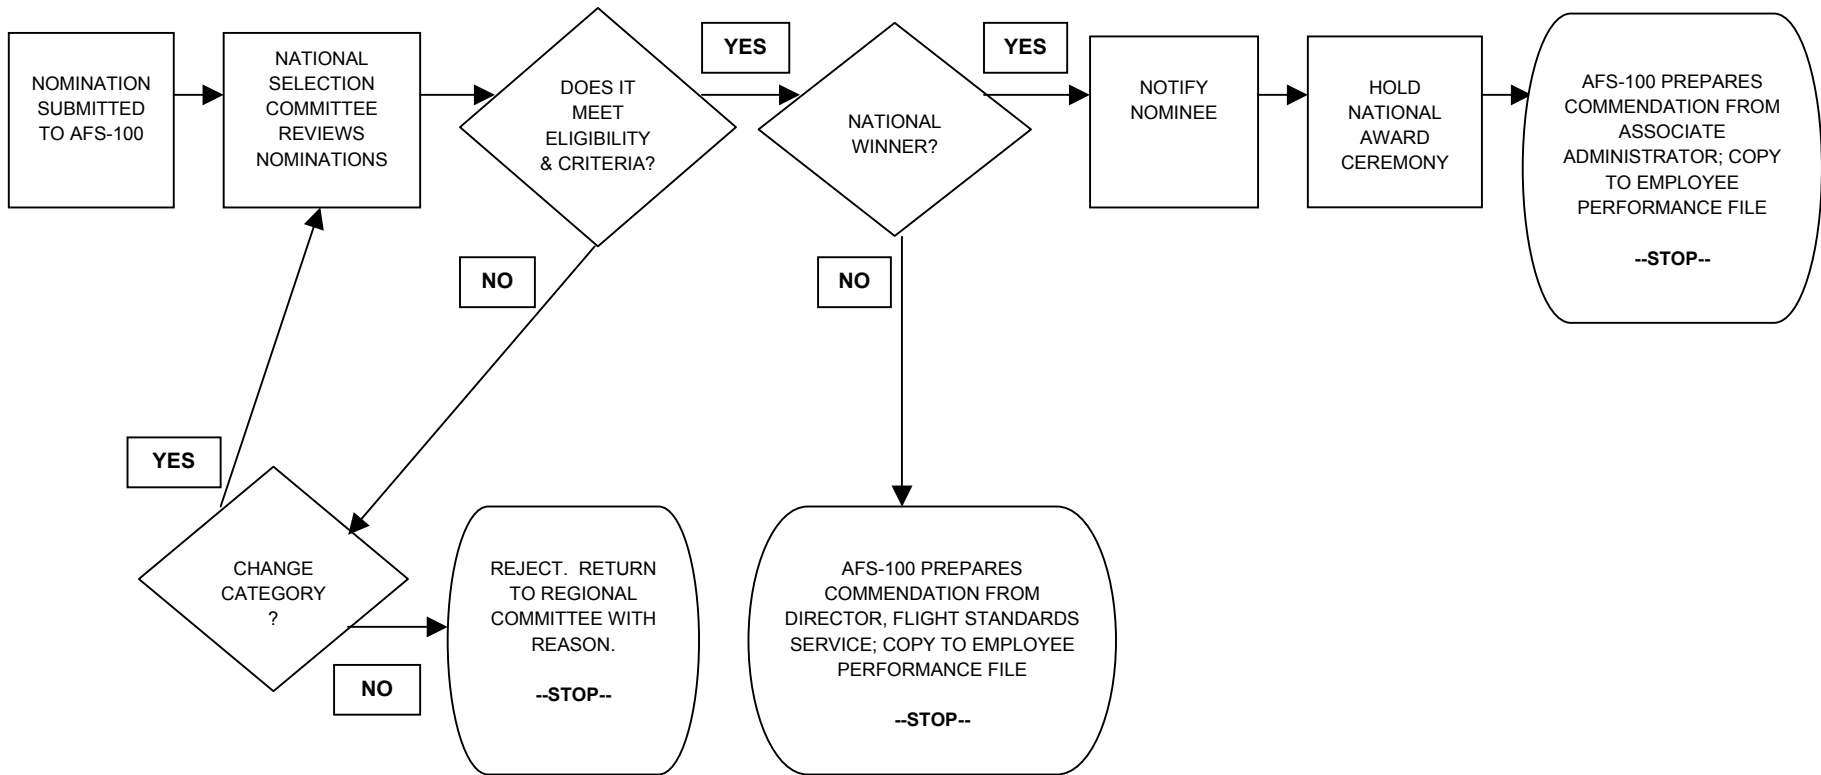 NOMINATION
SUBMITTED
TO AFS-100
NATIONAL
SELECTION
COMMITTEE
REVIEWS
NOMINATIONS
DOES IT
MEET
ELIGIBILITY
& CRITERIA?
YES
NATIONAL
WINNER?
YES
NOTIFY
NOMINEE
HOLD
NATIONAL
AWARD
CEREMONY
AFS-100 PREPARES
COMMENDATION FROM
ASSOCIATE
ADMINISTRATOR; COPY
TO EMPLOYEE
PERFORMANCE FILE
--STOP--
NO
NO
YES
CHANGE
CATEGORY
?
NO
REJECT.  RETURN
TO REGIONAL
COMMITTEE WITH
REASON.
--STOP--
AFS-100 PREPARES
COMMENDATION FROM
DIRECTOR, FLIGHT STANDARDS
SERVICE; COPY TO EMPLOYEE
PERFORMANCE FILE
--STOP--